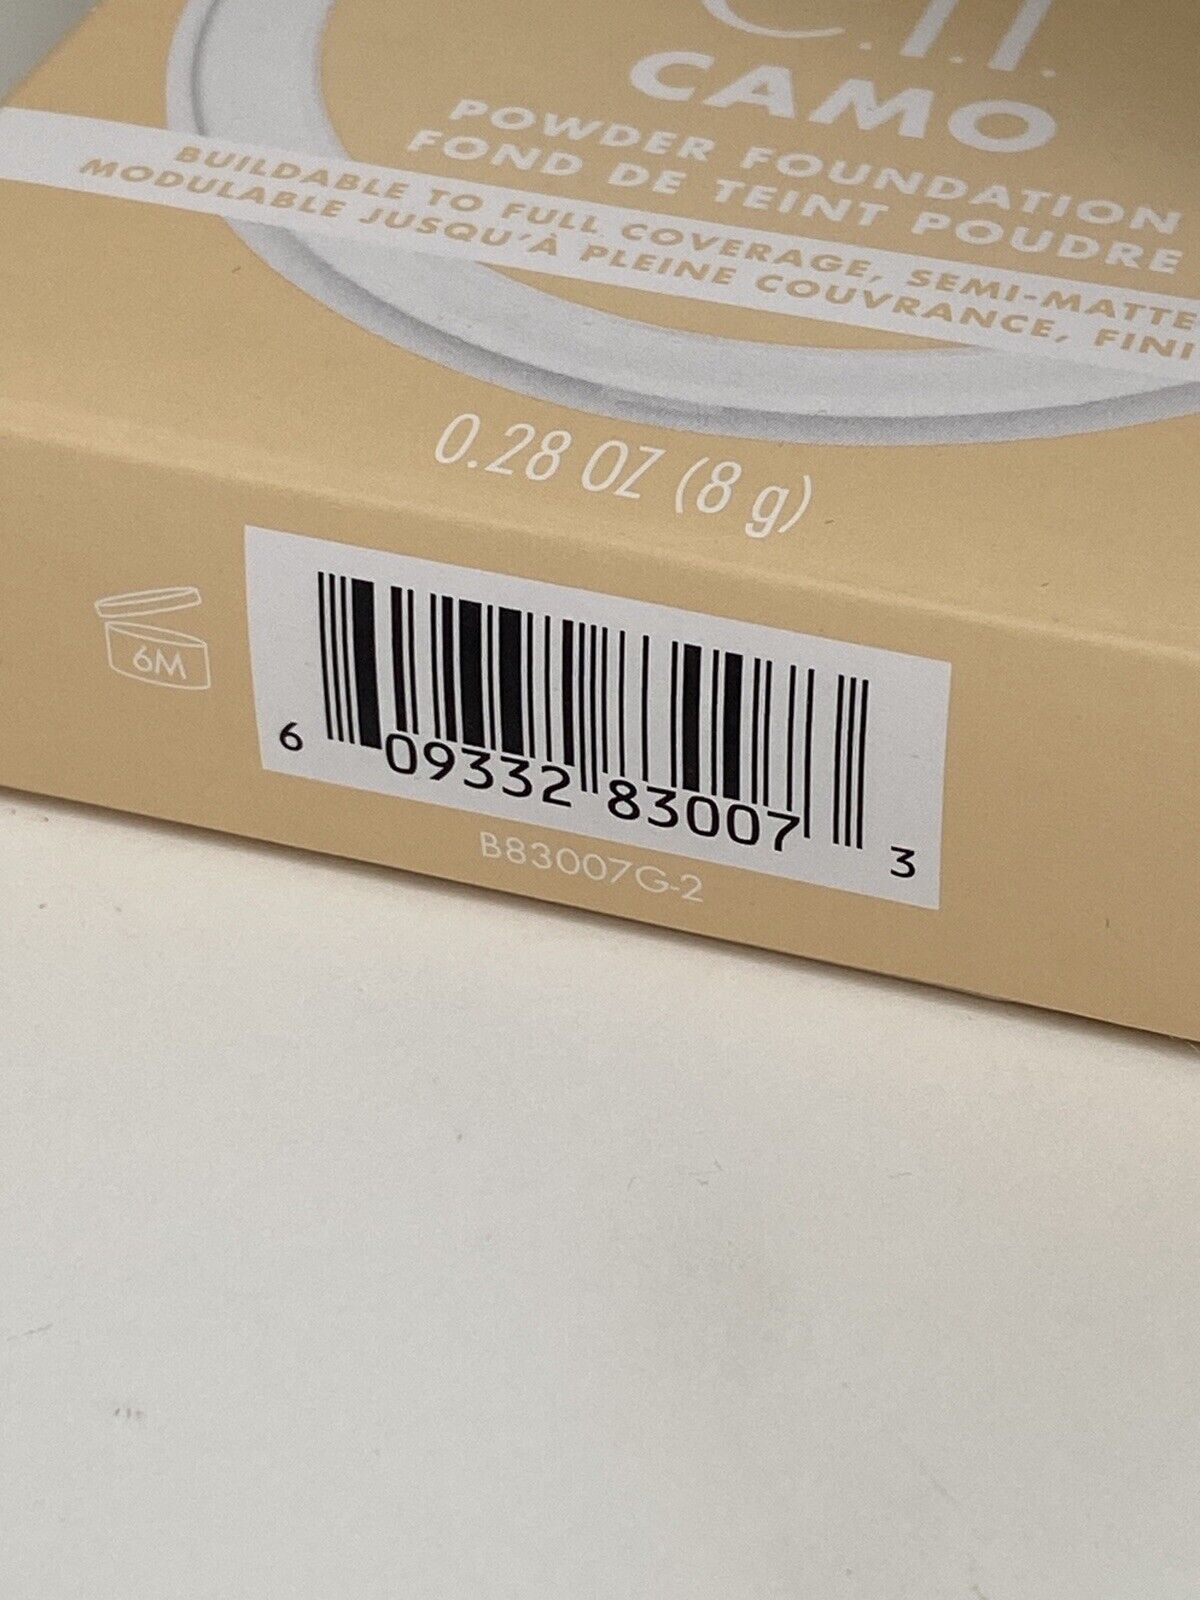 e.l.f.
CAMO
POWDER FOUNDATION
FOND DE TEINT POUDRE
BUILDABLE TO FULL COVERAGE, SEMI-MATTE
MODULABLE JUSQU'À PLEINE COUVRANCE, FINI
0.28 OZ (8 g)
6M
6 09332 83007 3
B83007G-2